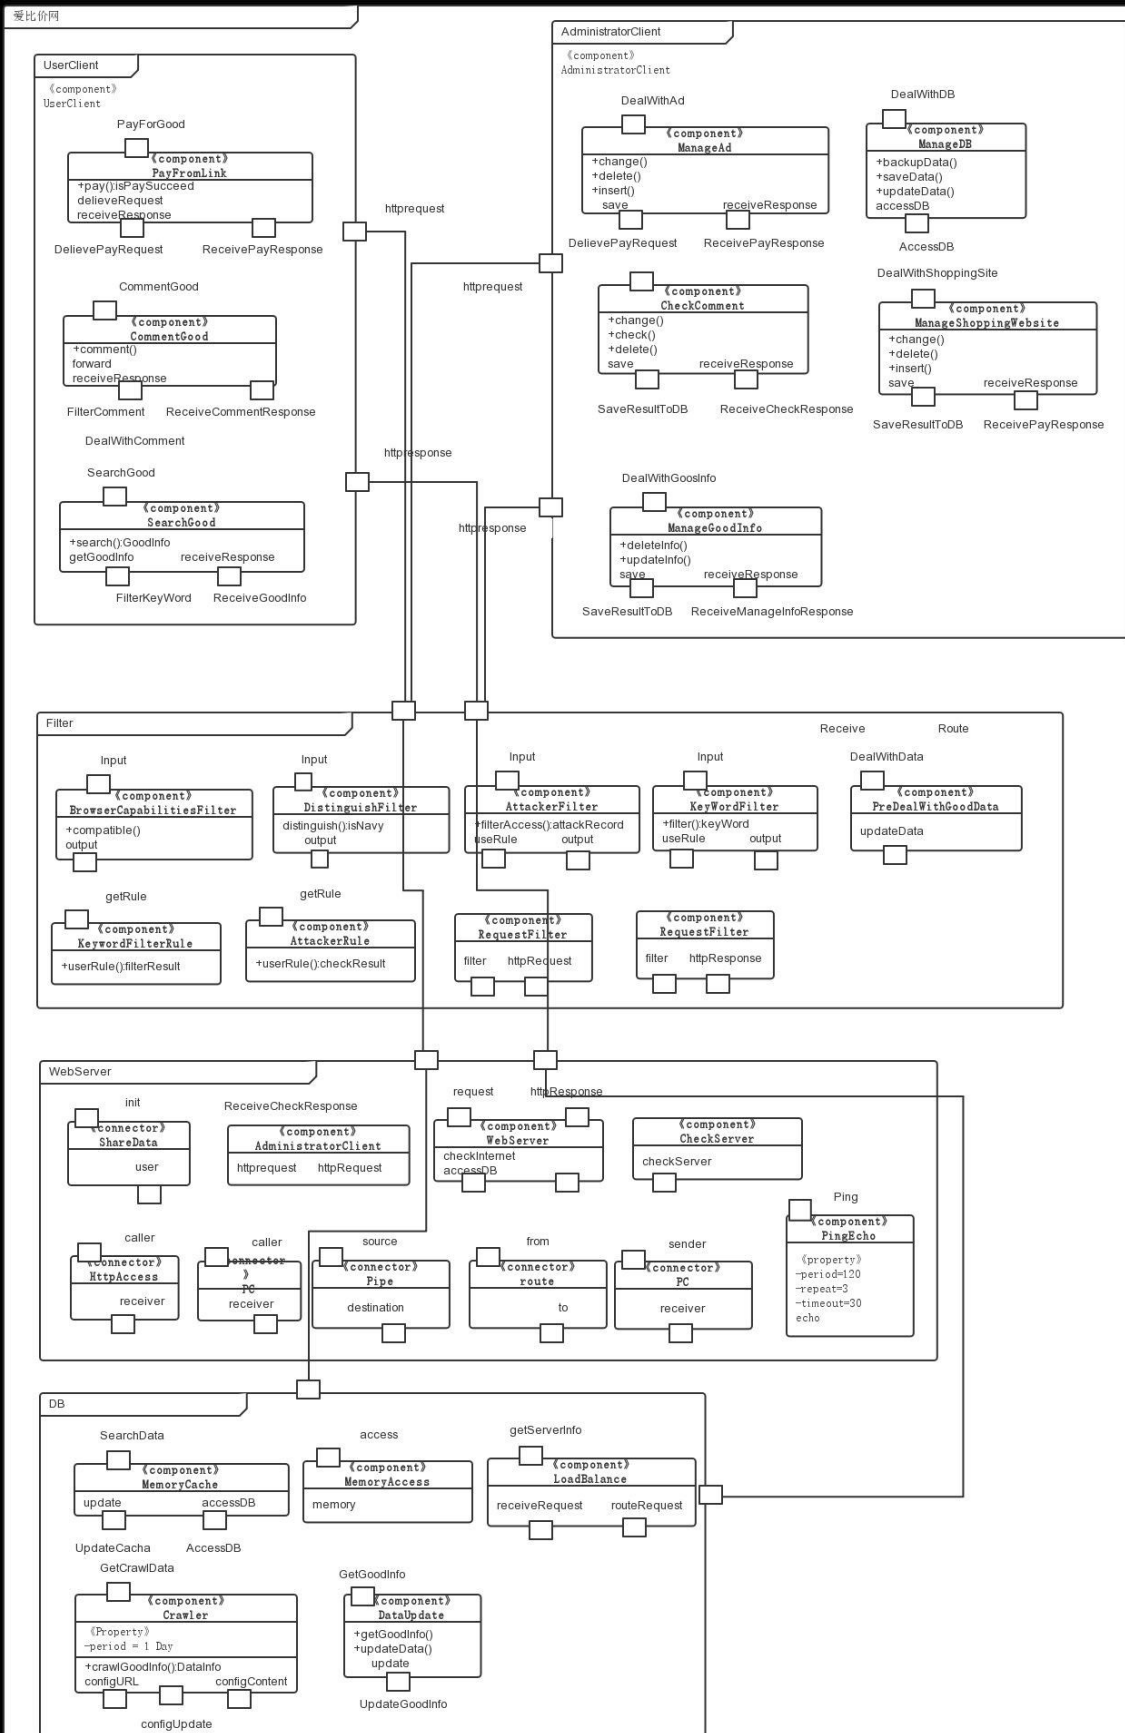 爱比价网
UserClient
《component》
UserClient
PayForGood
《component》
PayFromLink
+pay():isPaySucceed
delieveRequest
receiveResponse
DelievePayRequest
ReceivePayResponse
CommentGood
《component》
CommentGood
+comment()
forward
receiveResponse
FilterComment
ReceiveCommentResponse
DealWithComment
SearchGood
《component》
SearchGood
+search():GoodInfo
getGoodInfo
receiveResponse
FilterKeyWord
ReceiveGoodInfo
httprequest
httprequest
httpresponse
httpresponse
AdministratorClient
《component》
AdministratorClient
DealWithAd
《component》
ManageAd
+change()
+delete()
+insert()
save
receiveResponse
DelievePayRequest
ReceivePayResponse
DealWithDB
《component》
ManageDB
+backupData()
+saveData()
+updateData()
accessDB
AccessDB
《component》
CheckComment
+change()
+check()
+delete()
save
receiveResponse
SaveResultToDB
ReceiveCheckResponse
DealWithShoppingSite
《component》
ManageShoppingWebsite
+change()
+delete()
+insert()
save
receiveResponse
SaveResultToDB
ReceivePayResponse
DealWithGoosInfo
《component》
ManageGoodInfo
+deleteInfo()
+updateInfo()
save
receiveResponse
SaveResultToDB
ReceiveManageInfoResponse
Filter
Receive
Route
Input
《component》
BrowserCapabilitiesFilter
+compatible()
output
Input
《component》
DistinguishFilter
distinguish():isNavy
output
Input
《component》
AttackerFilter
+filterAccess():attackRecord
useRule
output
Input
《component》
KeyWordFilter
+filter():keyWord
useRule
output
DealWithData
《component》
PreDealWithGoodData
updateData
getRule
《component》
KeywordFilterRule
+userRule():filterResult
getRule
《component》
AttackerRule
+userRule():checkResult
《component》
RequestFilter
filter
httpRequest
《component》
RequestFilter
filter
httpResponse
WebServer
init
《connector》
ShareData
user
ReceiveCheckResponse
《component》
AdministratorClient
httprequest
httpRequest
request
httpResponse
《component》
WebServer
checkInternet
accessDB
《component》
CheckServer
checkServer
caller
《connector》
HttpAccess
receiver
caller
《connector
》
PC
receiver
source
《connector》
Pipe
destination
from
《connector》
route
to
sender
《connector》
PC
receiver
Ping
《component》
PingEcho
《property》
-period=120
-repeat=3
-timeout=30
echo
DB
SearchData
《component》
MemoryCache
update
accessDB
UpdateCacha
AccessDB
access
《component》
MemoryAccess
memory
getServerInfo
《component》
LoadBalance
receiveRequest
routeRequest
GetCrawlData
《component》
Crawler
《Property》
-period = 1 Day
+crawlGoodInfo():DataInfo
configURL
configContent
configUpdate
GetGoodInfo
《component》
DataUpdate
+getGoodInfo()
+updateData()
update
UpdateGoodInfo